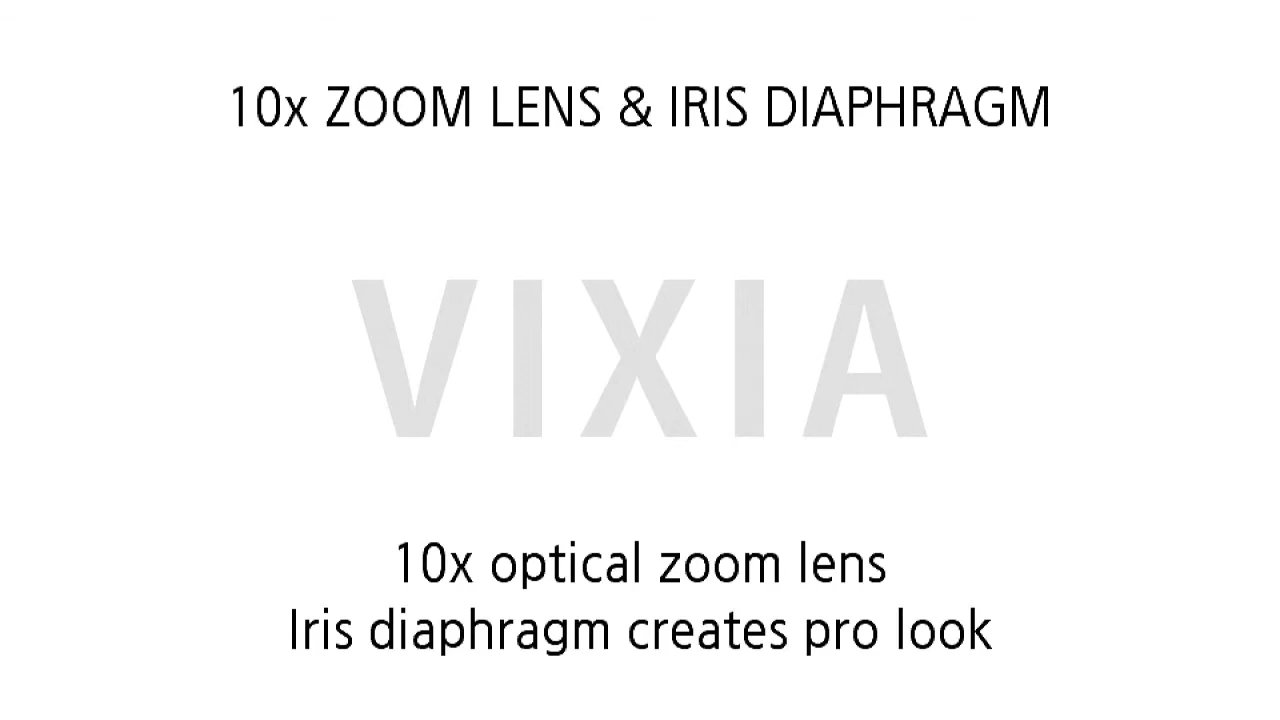 10x ZOOM LENS & IRIS DIAPHRAGM
VIXIA
10x optical zoom lens
Iris diaphragm creates pro look